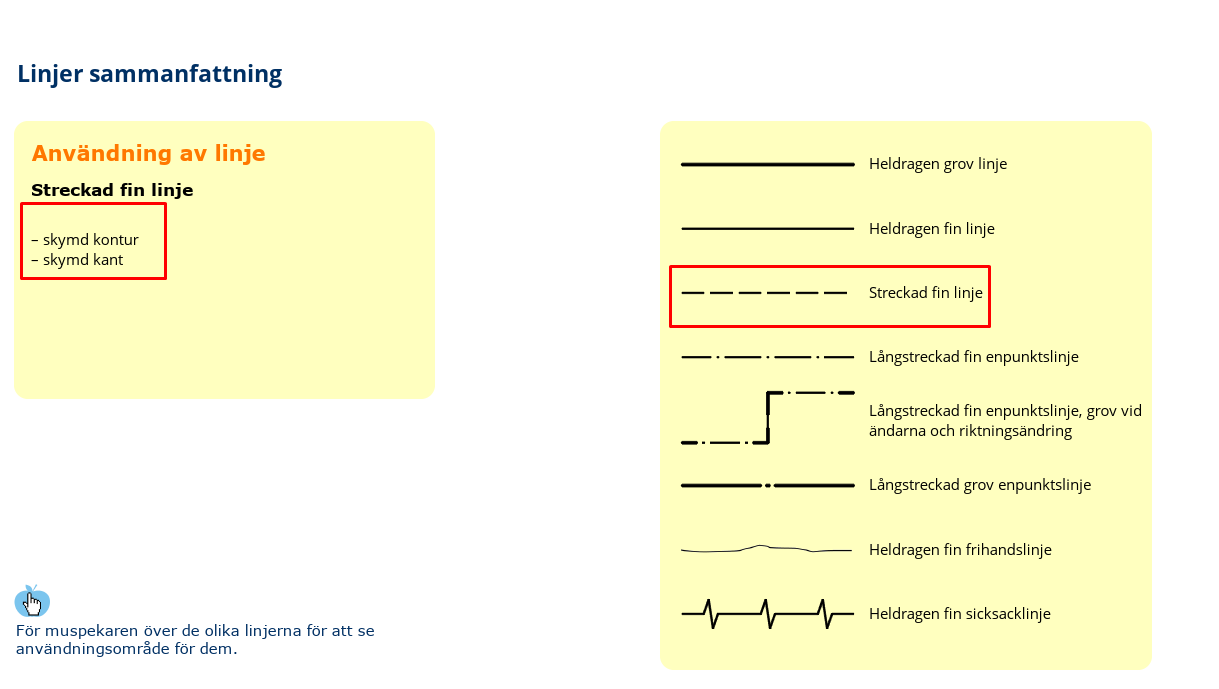 Linjer sammanfattning
Användning av linje
Streckad fin linje
– skymd kontur
– skymd kant
Heldragen grov linje
Heldragen fin linje
Streckad fin linje
Långstreckad fin enpunktslinje
Långstreckad fin enpunktslinje, grov vid
ändarna och riktningsändring
Långstreckad grov enpunktslinje
Heldragen fin frihandslinje
Heldragen fin sicksacklinje
För muspekaren över de olika linjerna för att se
användningsområde för dem.